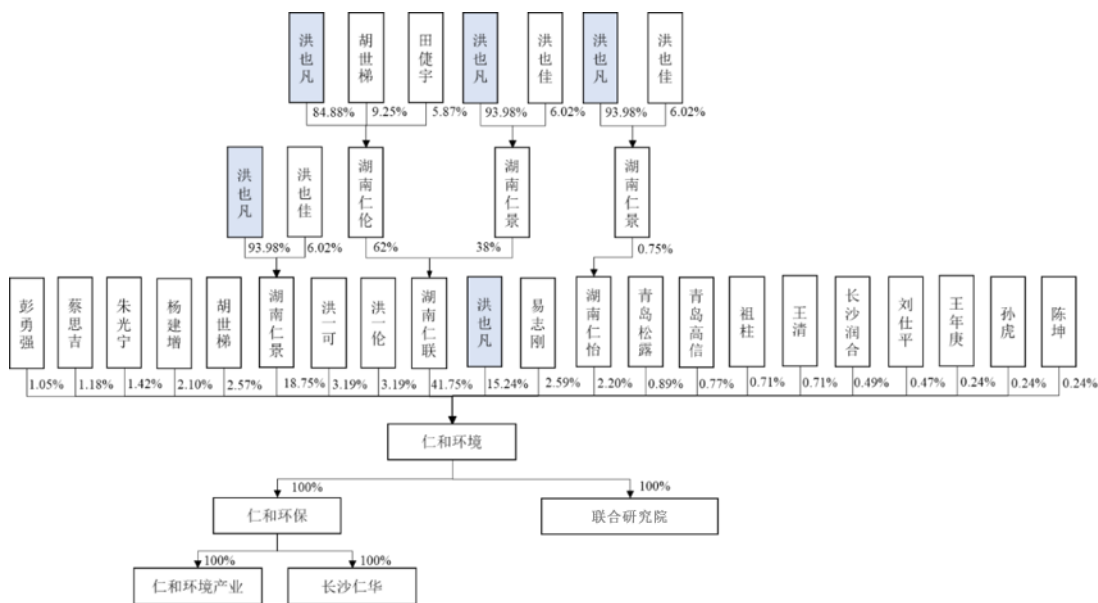 洪也凡
胡世梯
田倢宇
洪也凡
洪也佳
洪也凡
洪也佳
84.88%
9.25%
5.87%
93.98%
6.02%
93.98%
6.02%
洪也凡
洪也佳
湖南仁伦
湖南仁景
湖南仁景
93.98%
6.02%
62%
38%
0.75%
彭勇强
蔡思吉
朱光宁
杨建增
胡世梯
湖南仁景
洪一可
洪一伦
湖南仁联
洪也凡
易志刚
湖南仁怡
青岛松露
青岛高信
祖柱
王清
长沙润合
刘仕平
王年庚
孙虎
陈坤
1.05%
1.18%
1.42%
2.10%
2.57%
18.75%
3.19%
3.19%
41.75%
15.24%
2.59%
2.20%
0.89%
0.77%
0.71%
0.71%
0.49%
0.47%
0.24%
0.24%
0.24%
仁和环境
100%
100%
仁和环保
联合研究院
100%
100%
仁和环境产业
长沙仁华